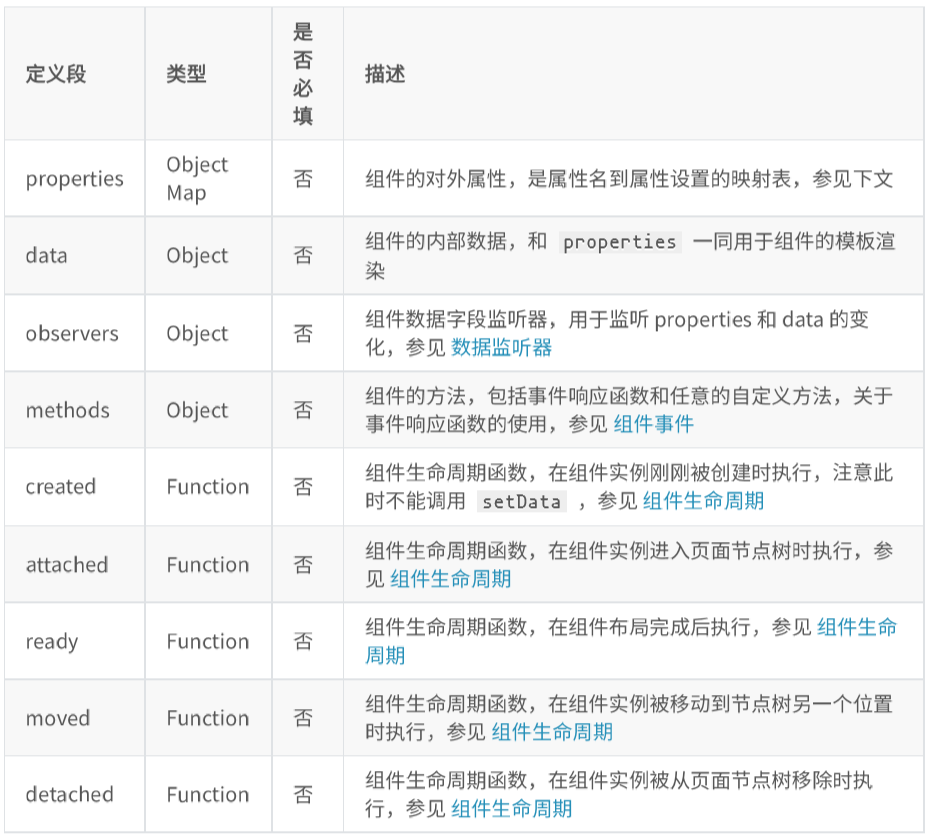 定义段 类型 是否必填 描述
properties Object Map 否 组件的对外属性，是属性名到属性设置的映射表，参见下文
data Object 否 组件的内部数据，和 properties 一同用于组件的模板渲
染
observers Object 否 组件数据字段监听器，用于监听 properties 和 data 的变
化，参见 数据监听器
methods Object 否 组件的方法，包括事件响应函数和任意的自定义方法，关于
事件响应函数的使用，参见 组件事件
created Function 否 组件生命周期函数，在组件实例刚刚被创建时执行，注意此
时不能调用 setData ，参见 组件生命周期
attached Function 否 组件生命周期函数，在组件实例进入页面节点树时执行，参
见 组件生命周期
ready Function 否 组件生命周期函数，在组件布局完成后执行，参见 组件生命
周期
moved Function 否 组件生命周期函数，在组件实例被移动到节点树另一个位置
时执行，参见 组件生命周期
detached Function 否 组件生命周期函数，在组件实例被从页面节点树移除时执
行，参见 组件生命周期